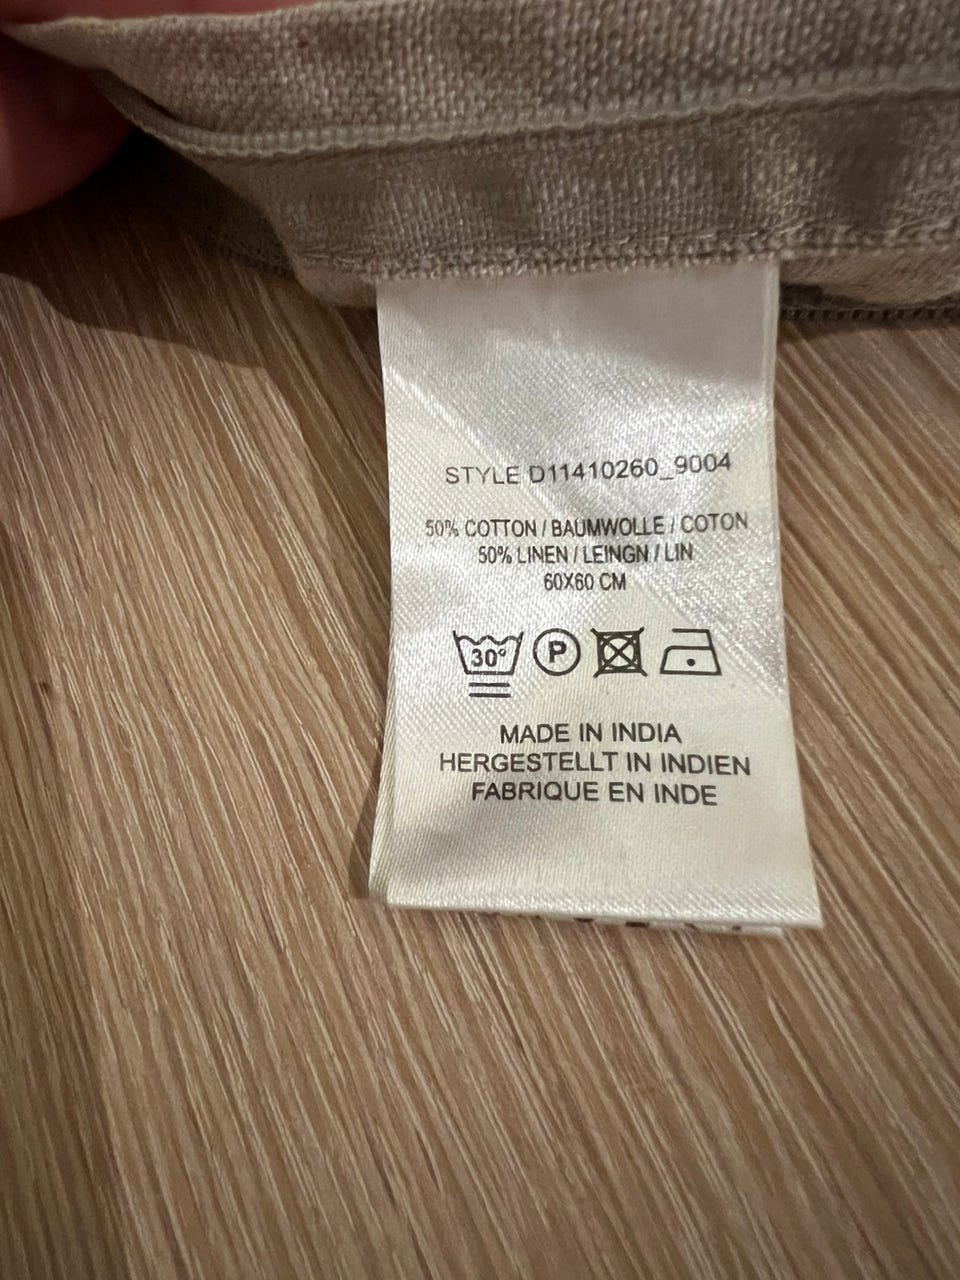 STYLE D11410260_9004
50% COTTON / BAUMWOLLE / COTON
50% LINEN / LEINGN / LIN
60X60 CM
30° P
MADE IN INDIA
HERGESTELLT IN INDIEN
FABRIQUE EN INDE